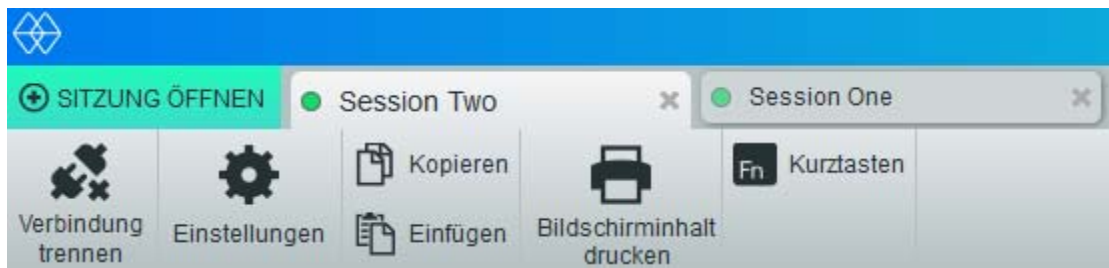 SITZUNG ÖFFNEN
Session Two
Session One
Verbindung
trennen
Einstellungen
Kopieren
Einfügen
Bildschirminhalt
drucken
Fn
Kurztasten